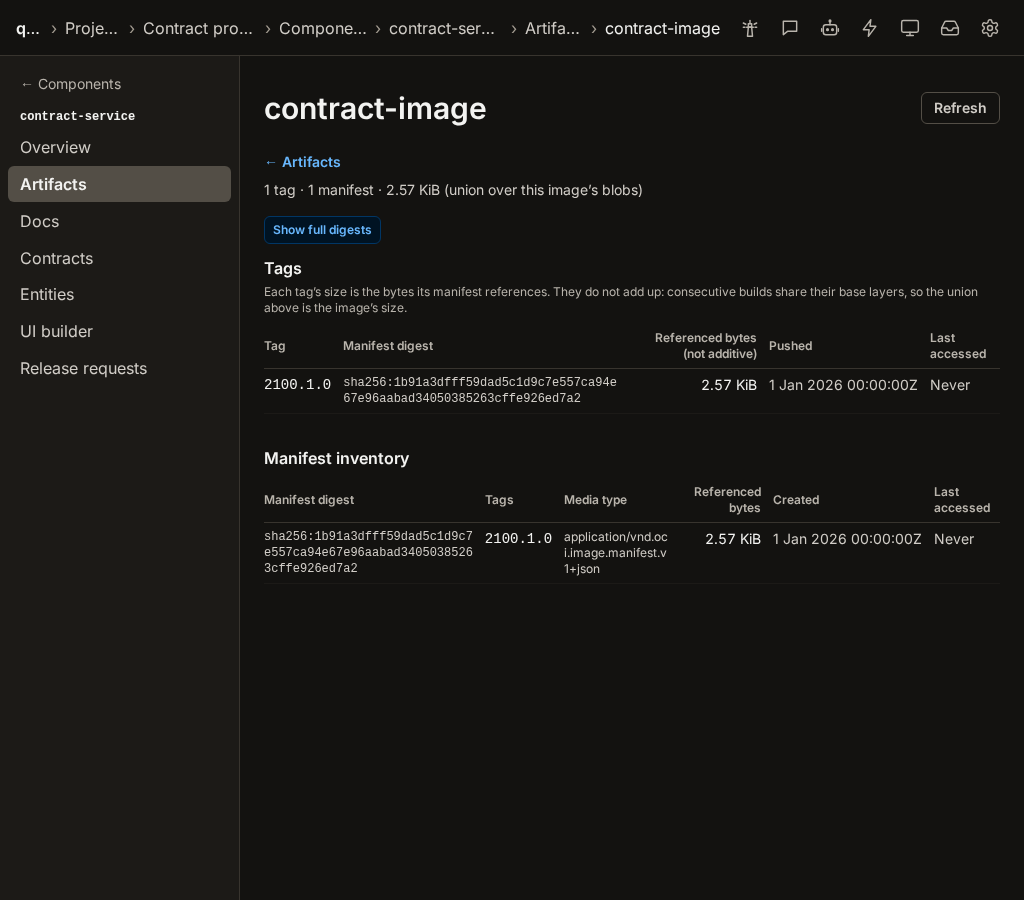 q... › Proje... › Contract pro... › Compone... › contract-ser... › Artifa... › contract-image
← Components
contract-service
Overview
Artifacts
Docs
Contracts
Entities
UI builder
Release requests
contract-image
Refresh
← Artifacts
1 tag · 1 manifest · 2.57 KiB (union over this image’s blobs)
Show full digests
Tags
Each tag’s size is the bytes its manifest references. They do not add up: consecutive builds share their base layers, so the union
above is the image’s size.
Tag Manifest digest Referenced bytes (not additive) Pushed Last accessed
2100.1.0 sha256:1b91a3dfff59dad5c1d9c7e557ca94e 2.57 KiB 1 Jan 2026 00:00:00Z Never
67e96aabad34050385263cffe926ed7a2
Manifest inventory
Manifest digest Tags Media type Referenced bytes Created Last accessed
sha256:1b91a3dfff59dad5c1d9c7 2100.1.0 application/vnd.oc 2.57 KiB 1 Jan 2026 00:00:00Z Never
e557ca94e67e96aabad3405038526 i.image.manifest.v
3cffe926ed7a2 1+json